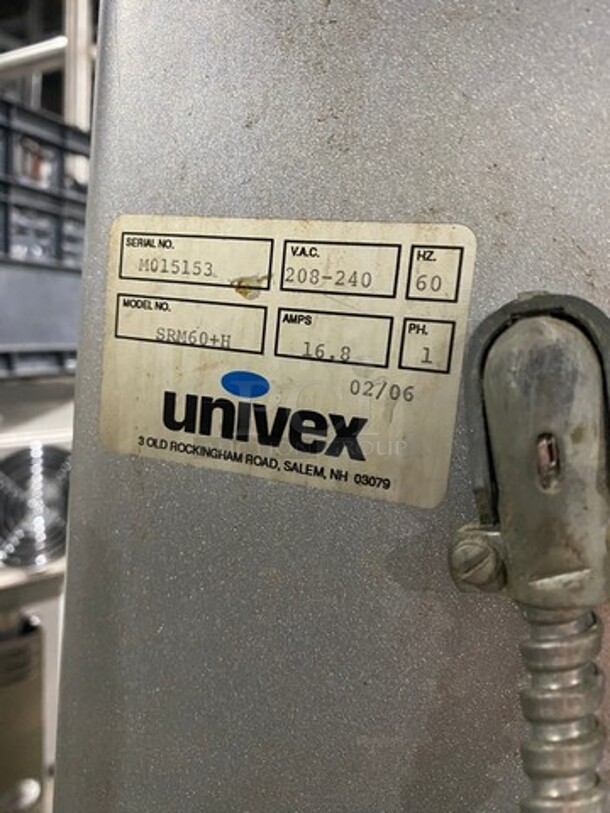 SERIAL NO. V.A.C. HZ.
M015153 208-240 60
MODEL NO. AMPS PH.
SRM60+H 16.8 1
02/06
univex
3 OLD ROCKINGHAM ROAD, SALEM, NH 03079